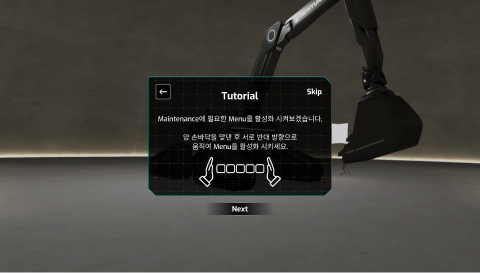 Tutorial
Skip
Maintenance에 필요한 Menu를 활성화 시켜보겠습니다.
양 손바닥을 맞댄 후 서로 반대 방향으로
움직여 Menu를 활성화 시키세요.
Next